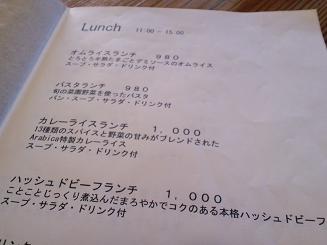 Lunch 11:00 - 15:00
オムライスランチ 980
とろとろ半熟たまごとデミソースのオムライス
スープ・サラダ・ドリンク付
パスタランチ 980
旬の菜園野菜を使ったパスタ
パン・スープ・サラダ・ドリンク付
カレーライスランチ 1,000
13種類のスパイスと野菜の甘みがブレンドされた
Arabica特製カレーライス
スープ・サラダ・ドリンク付
ハッシュドビーフランチ 1,000
ことことじっくり煮込んだまろやかでコクのある本格ハッシュドビーフ
スープ・サラダ・ドリンク付